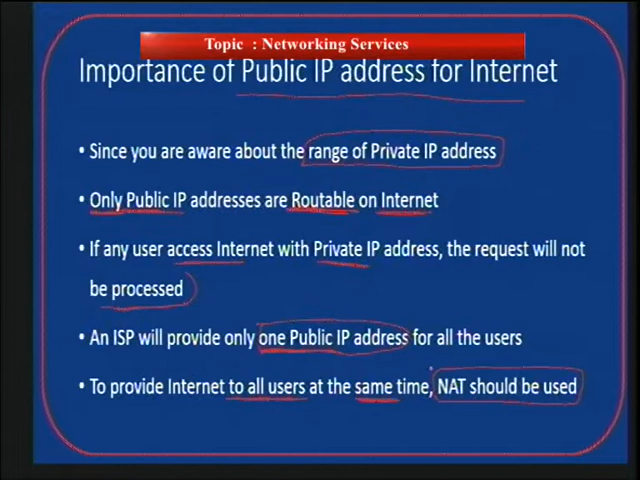 Topic : Networking Services
Importance of Public IP address for Internet
• Since you are aware about the range of Private IP address
• Only Public IP addresses are Routable on Internet
• If any user access Internet with Private IP address, the request will not
be processed
• An ISP will provide only one Public IP address for all the users
• To provide Internet to all users at the same time, NAT should be used